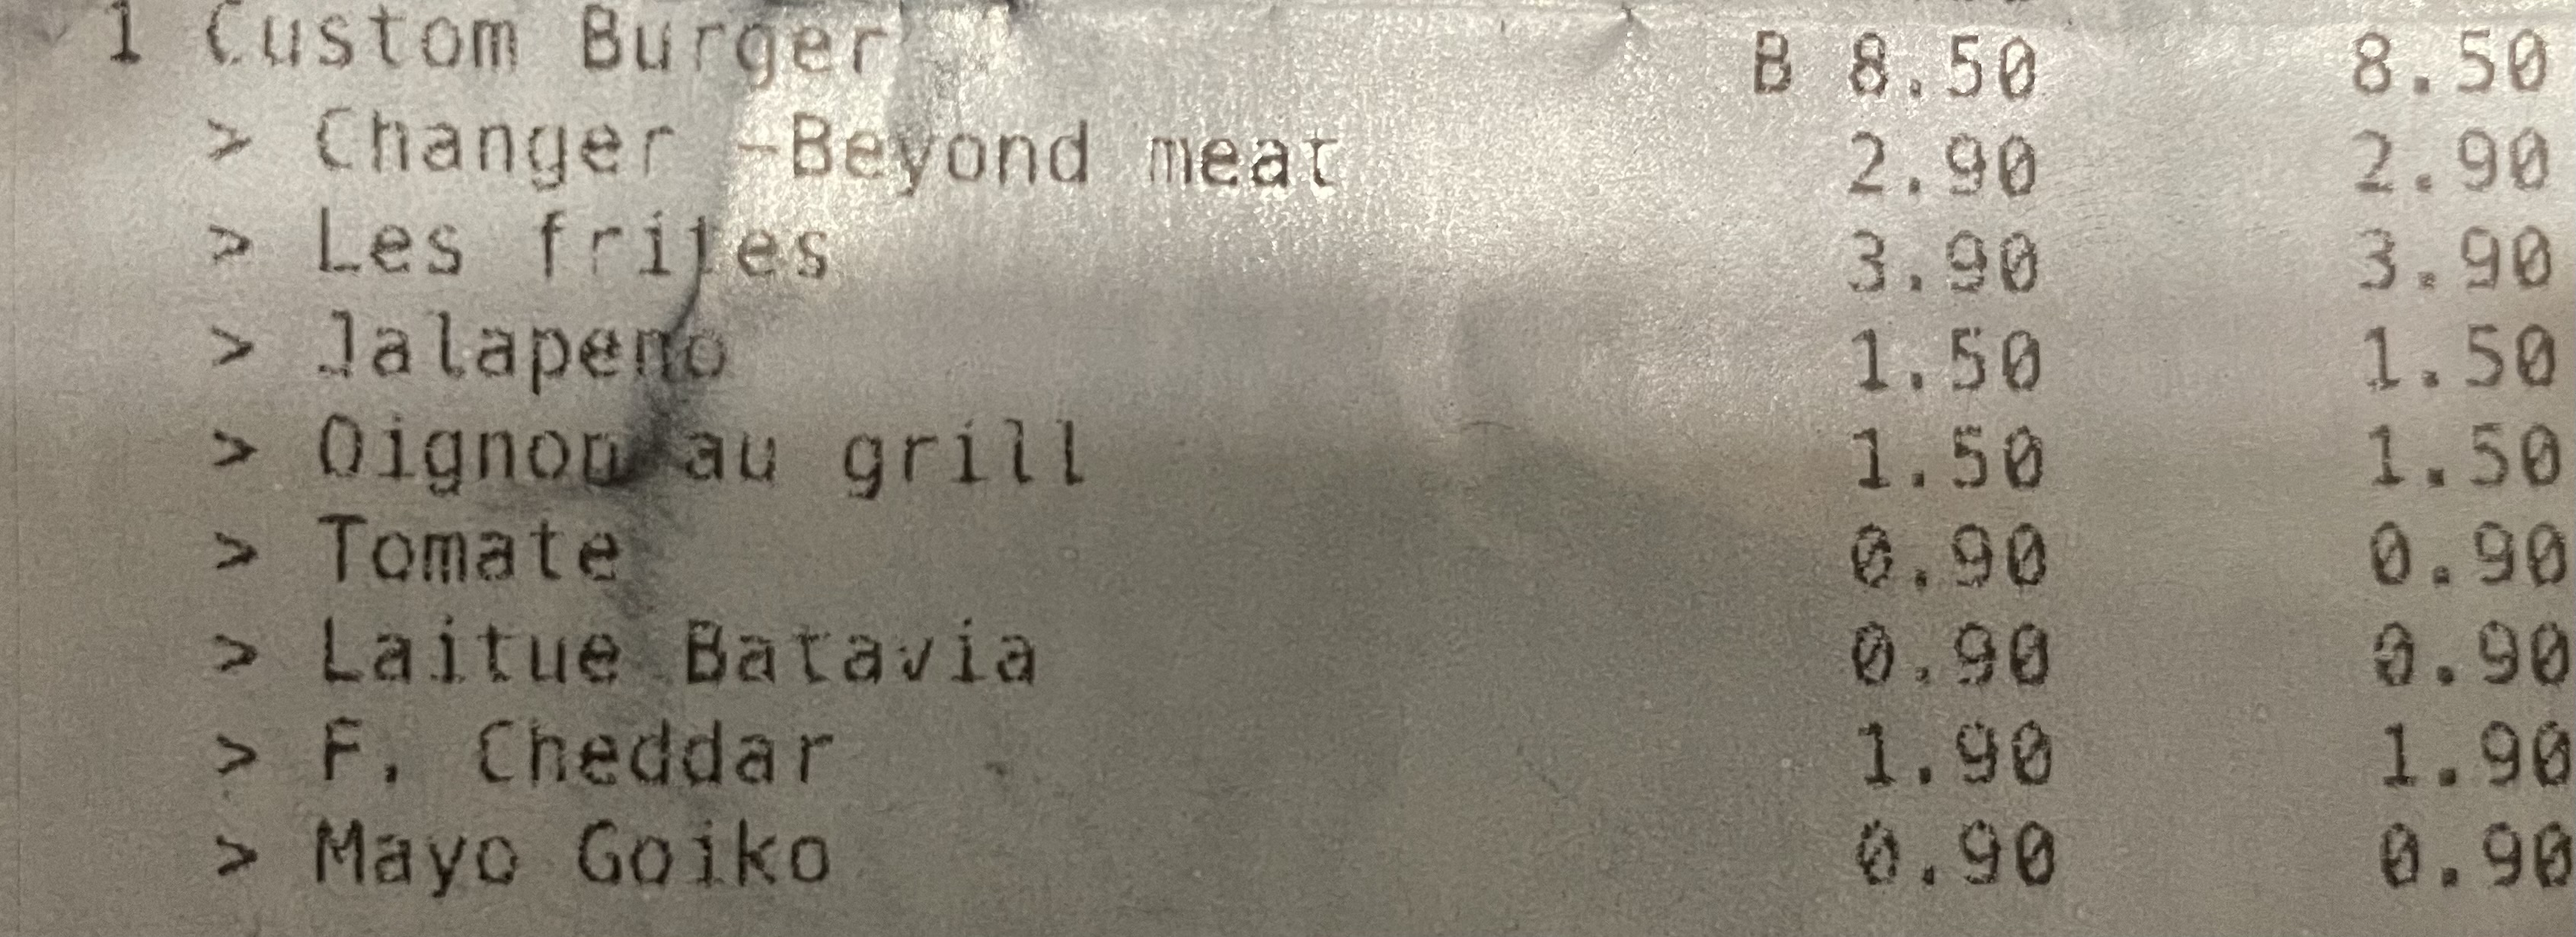 1 Custom Burger B 8.50 8.50
> Changer -Beyond meat 2.90 2.90
> Les frites 3.90 3.90
> Jalapeno 1.50 1.50
> Oignon au grill 1.50 1.50
> Tomate 0.90 0.90
> Laitue Batavia 0.90 0.90
> F. Cheddar 1.90 1.90
> Mayo Goiko 0.90 0.90